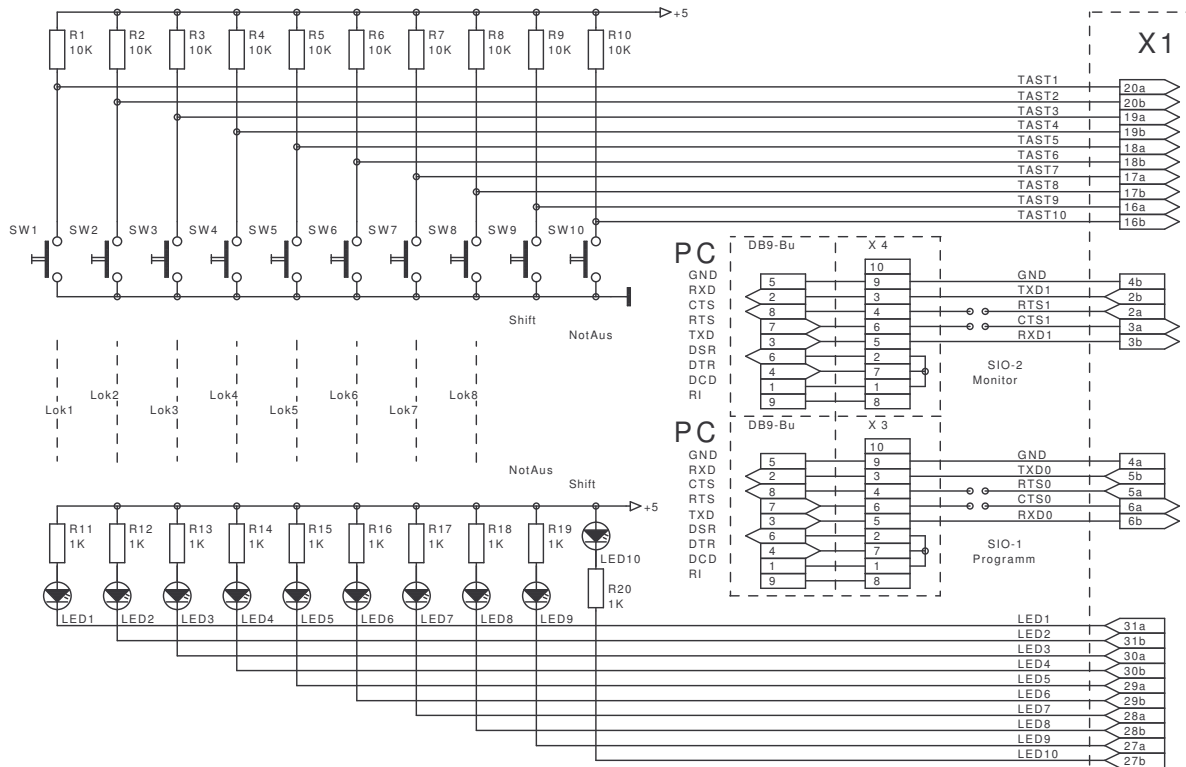 +5
R1 R2 R3 R4 R5 R6 R7 R8 R9 R10
10K 10K 10K 10K 10K 10K 10K 10K 10K 10K
X1
TAST1 20a
TAST2 20b
TAST3 19a
TAST4 19b
TAST5 18a
TAST6 18b
TAST7 17a
TAST8 17b
TAST9 16a
TAST10 16b
SW1 SW2 SW3 SW4 SW5 SW6 SW7 SW8 SW9 SW10
Shift
NotAus
PC
DB9-Bu X 4
10
GND 5 9 GND 4b
RXD 2 3 TXD1 2b
CTS 8 4 RTS1 2a
RTS 7 6 CTS1 3a
TXD 3 5 RXD1 3b
DSR 6 2
DTR 4 7
DCD 1 1
RI 9 8
SIO-2
Monitor
Lok1 Lok2 Lok3 Lok4 Lok5 Lok6 Lok7 Lok8
PC
DB9-Bu X 3
10
GND 5 9 GND 4a
RXD 2 3 TXD0 5b
CTS 8 4 RTS0 5a
RTS 7 6 CTS0 6a
TXD 3 5 RXD0 6b
DSR 6 2
DTR 4 7
DCD 1 1
RI 9 8
SIO-1
Programm
NotAus
Shift
+5
R11 R12 R13 R14 R15 R16 R17 R18 R19
1K 1K 1K 1K 1K 1K 1K 1K 1K
LED10
R20
1K
LED1 LED2 LED3 LED4 LED5 LED6 LED7 LED8 LED9
LED1 31a
LED2 31b
LED3 30a
LED4 30b
LED5 29a
LED6 29b
LED7 28a
LED8 28b
LED9 27a
LED10 27b